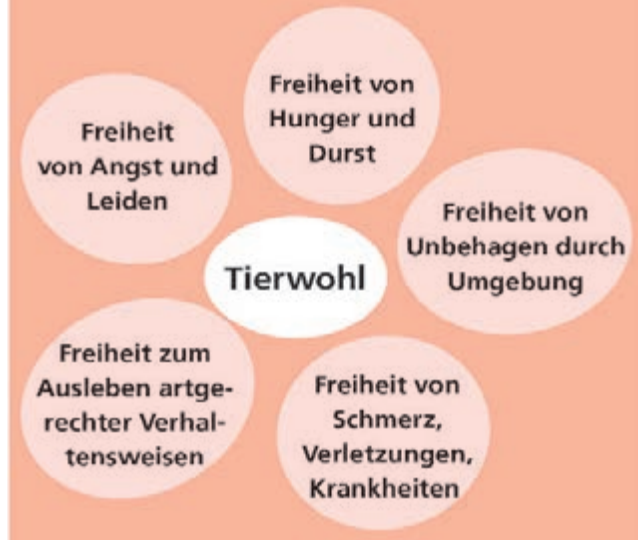 Freiheit von
Hunger und
Durst
Freiheit
von Angst und
Leiden
Freiheit von
Unbehagen durch
Umgebung
Tierwohl
Freiheit zum
Ausleben artge-
rechter Verhal-
tensweisen
Freiheit von
Schmerz,
Verletzungen,
Krankheiten